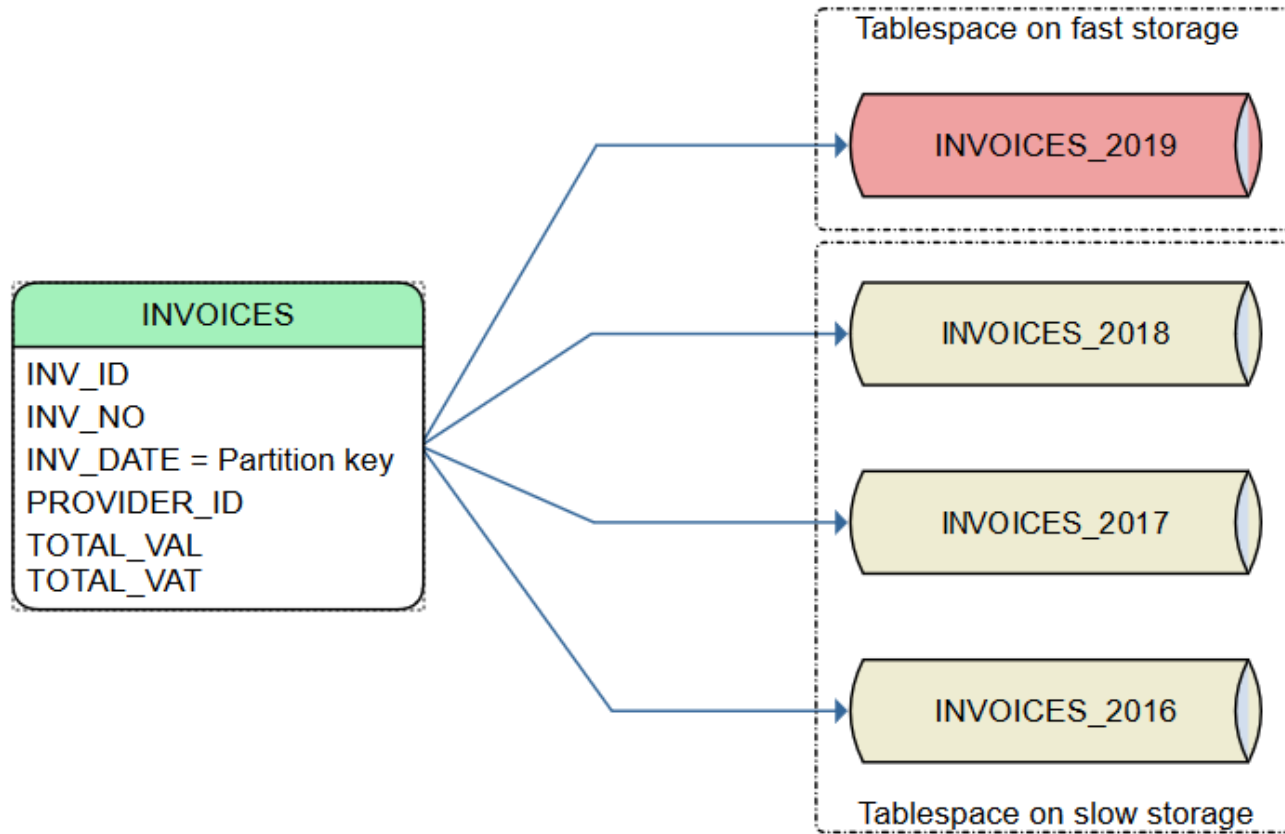 Tablespace on fast storage
INVOICES_2019
INVOICES
INV_ID
INV_NO
INV_DATE = Partition key
PROVIDER_ID
TOTAL_VAL
TOTAL_VAT
INVOICES_2018
INVOICES_2017
INVOICES_2016
Tablespace on slow storage